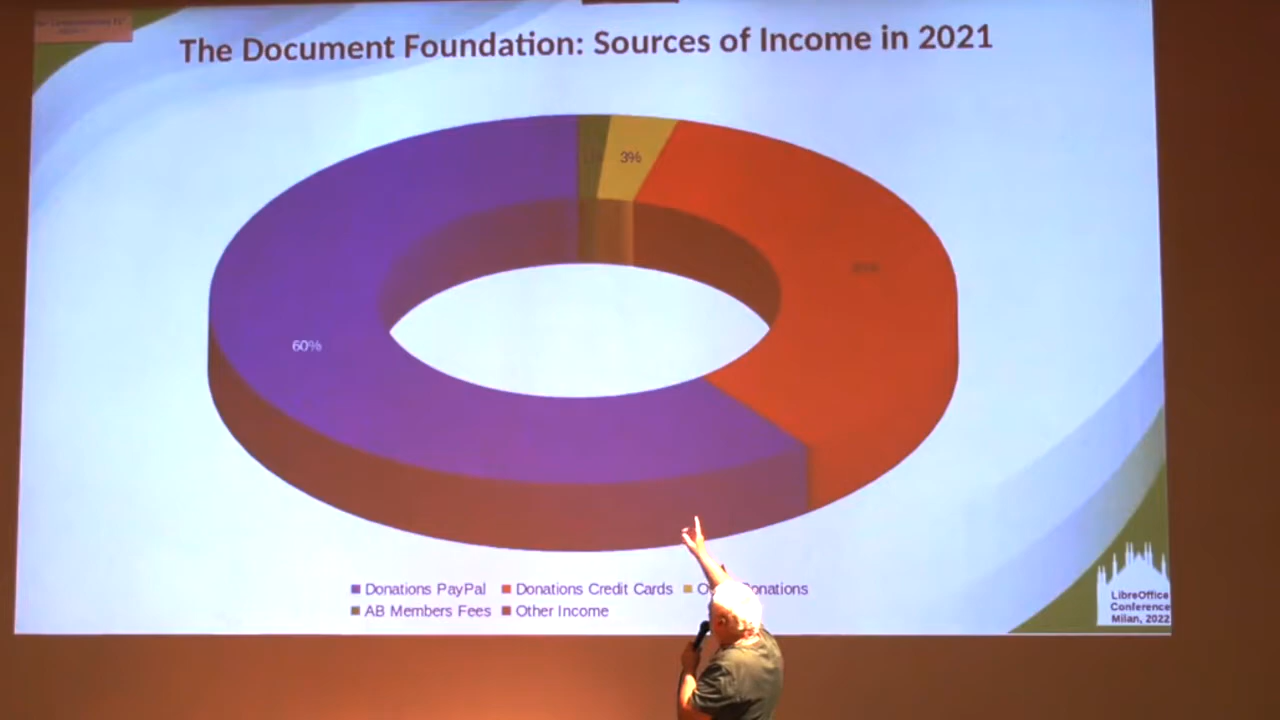 The Document Foundation: Sources of Income in 2021
3%
60%
Donations PayPal Donations Credit Cards Donations
AB Members Fees Other Income
LibreOffice
Conference
Milan, 2022